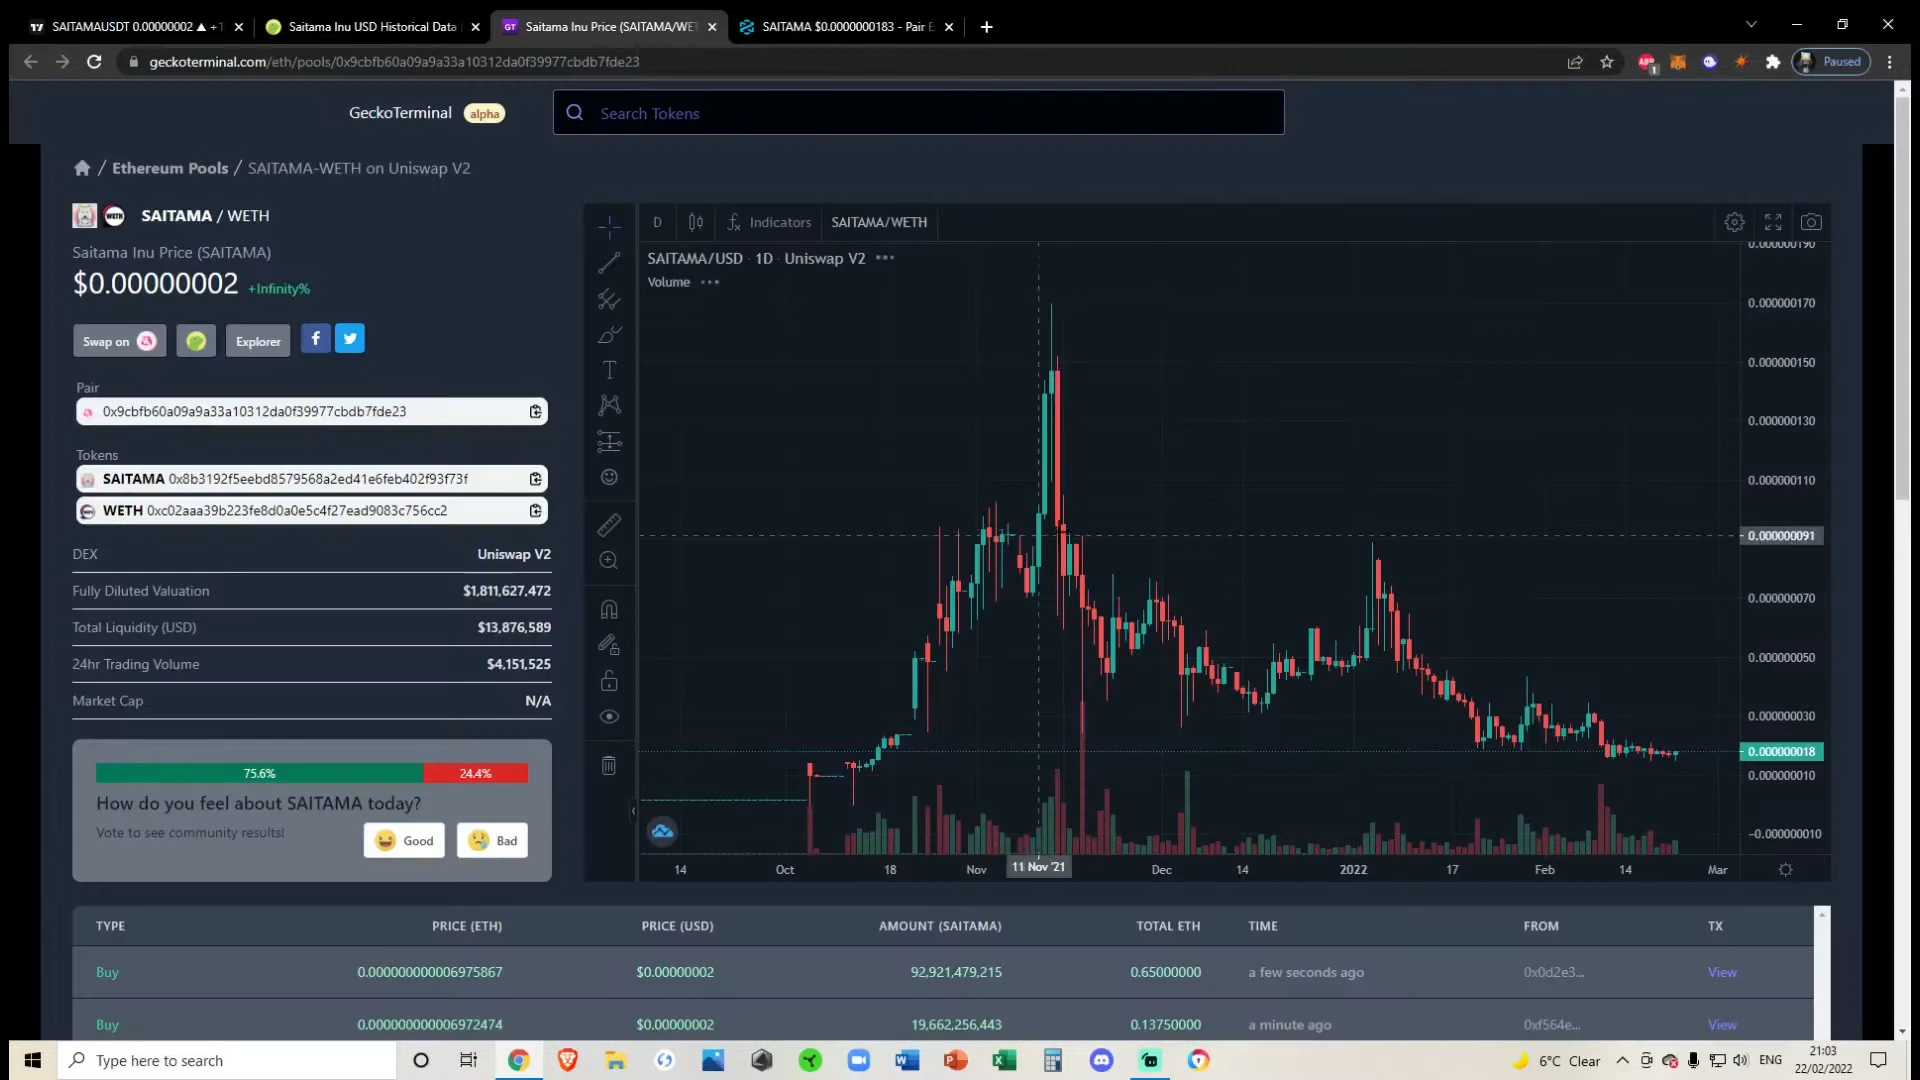 SAITAMAUSDT 0.00000002 ▲ +1
Saitama Inu USD Historical Data
GT Saitama Inu Price (SAITAMA/WE
SAITAMA $0.0000000183 - Pair E
geckoterminal.com/eth/pools/0x9cbfb60a09a9a33a10312da0f39977cbdb7fde23
ABP 1
Paused
GeckoTerminal alpha
Search Tokens
/ Ethereum Pools / SAITAMA-WETH on Uniswap V2
WETH SAITAMA / WETH
Saitama Inu Price (SAITAMA)
$0.00000002 +Infinity%
Swap on
Explorer
Pair
0x9cbfb60a09a9a33a10312da0f39977cbdb7fde23
Tokens
SAITAMA 0x8b3192f5eebd8579568a2ed41e6feb402f93f73f
WETH 0xc02aaa39b223fe8d0a0e5c4f27ead9083c756cc2
DEX Uniswap V2
Fully Diluted Valuation $1,811,627,472
Total Liquidity (USD) $13,876,589
24hr Trading Volume $4,151,525
Market Cap N/A
75.6% 24.4%
How do you feel about SAITAMA today?
Vote to see community results!
Good
Bad
D Indicators SAITAMA/WETH
SAITAMA/USD · 1D · Uniswap V2
Volume
0.000000190
0.000000170
0.000000150
0.000000130
0.000000110
0.000000091
0.000000070
0.000000050
0.000000030
0.000000018
0.000000010
−0.000000010
14 Oct 18 Nov 11 Nov '21 Dec 14 2022 17 Feb 14 Mar
TYPE PRICE (ETH) PRICE (USD) AMOUNT (SAITAMA) TOTAL ETH TIME FROM TX
Buy 0.000000000006975867 $0.00000002 92,921,479,215 0.65000000 a few seconds ago 0x0d2e3... View
Buy 0.000000000006972474 $0.00000002 19,662,256,443 0.13750000 a minute ago 0xf564e... View
Type here to search
6°C Clear
ENG
21:03
22/02/2022